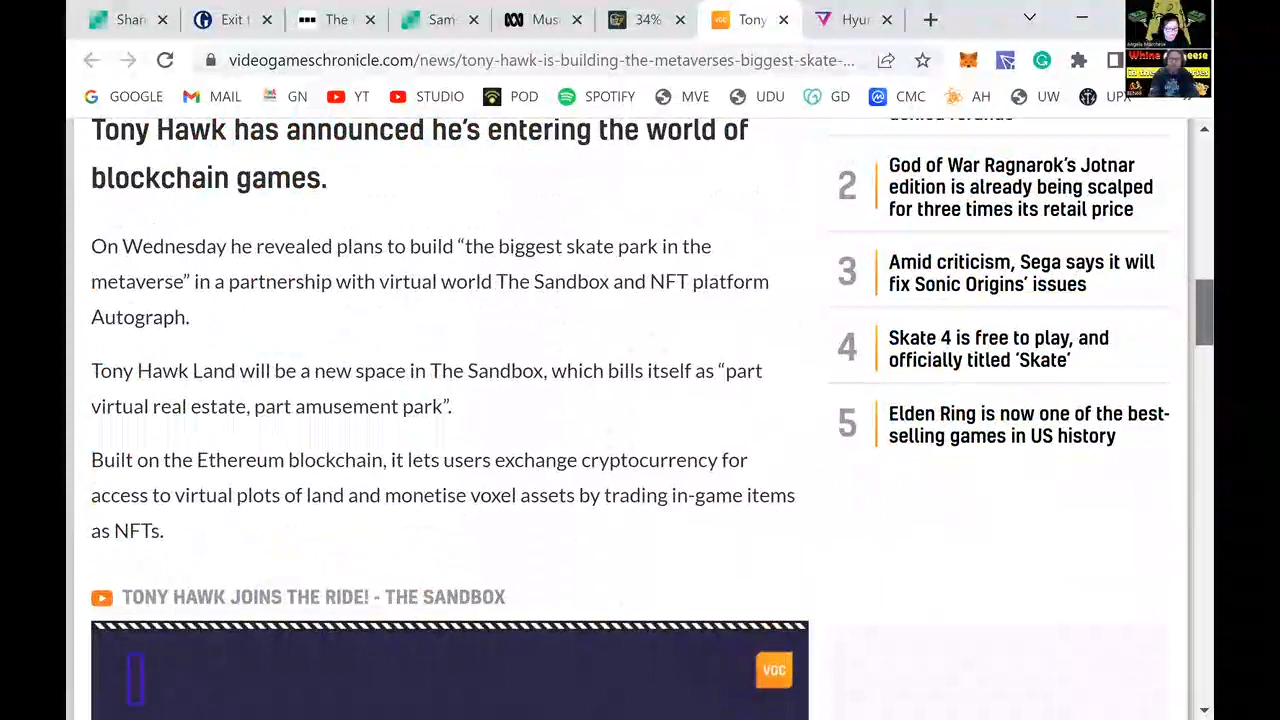 Shar
Exit t
The
Sam
Mus
34%
VGC
Tony
Hyur
videogameschronicle.com/
hawk-is-building-the-metaverses-biggest-skate-...
Angela Marchese
Whine
heese
GOOGLE
MAIL
GN
YT
STUDIO
POD
SPOTIFY
MVE
UDU
GD
CMC
AH
UW
UPX
Tony Hawk has announced he's entering the world of
blockchain games.
On Wednesday he revealed plans to build “the biggest skate park in the
metaverse” in a partnership with virtual world The Sandbox and NFT platform
Autograph.
Tony Hawk Land will be a new space in The Sandbox, which bills itself as “part
virtual real estate, part amusement park”.
Built on the Ethereum blockchain, it lets users exchange cryptocurrency for
access to virtual plots of land and monetise voxel assets by trading in-game items
as NFTs.
TONY HAWK JOINS THE RIDE! - THE SANDBOX
VGC
2
God of War Ragnarok's Jotnar
edition is already being scalped
for three times its retail price
3
Amid criticism, Sega says it will
fix Sonic Origins' issues
4
Skate 4 is free to play, and
officially titled ‘Skate’
5
Elden Ring is now one of the best-
selling games in US history